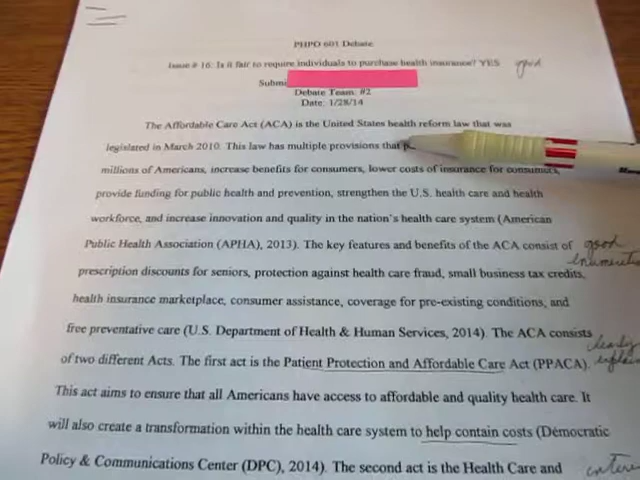 PHPO 601 Debate
Issue # 16: Is it fair to require individuals to purchase health insurance? YES good
Submi
Debate Team: #2
Date: 1/28/14
The Affordable Care Act (ACA) is the United States health reform law that was
legislated in March 2010. This law has multiple provisions that
millions of Americans, increase benefits for consumers, lower costs of insurance for consumers,
provide funding for public health and prevention, strengthen the U.S. health care and health
workforce, and increase innovation and quality in the nation's health care system (American
Public Health Association (APHA), 2013). The key features and benefits of the ACA consist of good
prescription discounts for seniors, protection against health care fraud, small business tax credits,
health insurance marketplace, consumer assistance, coverage for pre-existing conditions, and
free preventative care (U.S. Department of Health & Human Services, 2014). The ACA consists clearly
of two different Acts. The first act is the Patient Protection and Affordable Care Act (PPACA).
This act aims to ensure that all Americans have access to affordable and quality health care. It
will also create a transformation within the health care system to help contain costs (Democratic
Policy & Communications Center (DPC), 2014). The second act is the Health Care and